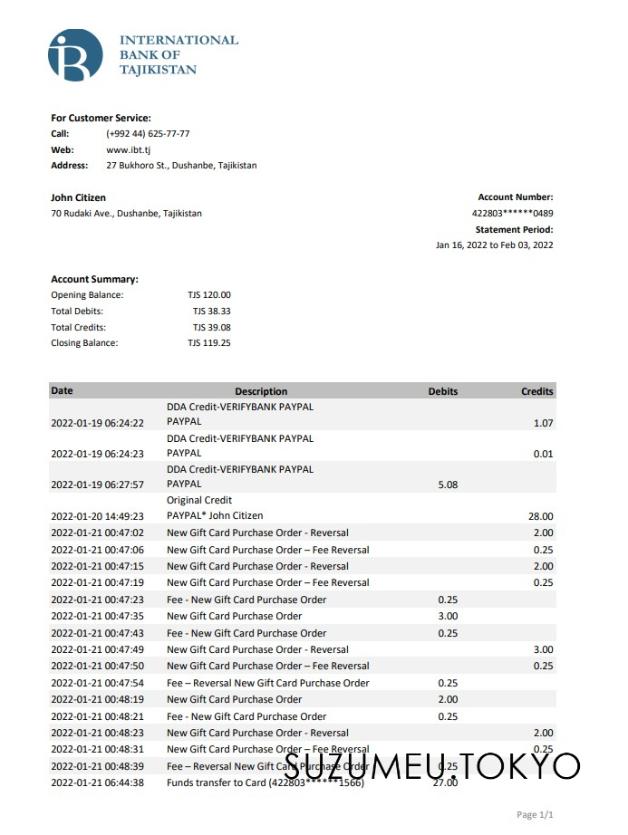 INTERNATIONAL
BANK OF
TAJIKISTAN
For Customer Service:
Call: (+992 44) 625-77-77
Web: www.ibt.tj
Address: 27 Bukhoro St., Dushanbe, Tajikistan
John Citizen
70 Rudaki Ave., Dushanbe, Tajikistan
Account Number:
422803******0489
Statement Period:
Jan 16, 2022 to Feb 03, 2022
Account Summary:
Opening Balance: TJS 120.00
Total Debits: TJS 38.33
Total Credits: TJS 39.08
Closing Balance: TJS 119.25
Date Description Debits Credits
DDA Credit-VERIFYBANK PAYPAL
2022-01-19 06:24:22 PAYPAL 1.07
DDA Credit-VERIFYBANK PAYPAL
2022-01-19 06:24:23 PAYPAL 0.01
DDA Credit-VERIFYBANK PAYPAL
2022-01-19 06:27:57 PAYPAL 5.08
Original Credit
2022-01-20 14:49:23 PAYPAL* John Citizen 28.00
2022-01-21 00:47:02 New Gift Card Purchase Order - Reversal 2.00
2022-01-21 00:47:06 New Gift Card Purchase Order – Fee Reversal 0.25
2022-01-21 00:47:15 New Gift Card Purchase Order - Reversal 2.00
2022-01-21 00:47:19 New Gift Card Purchase Order – Fee Reversal 0.25
2022-01-21 00:47:23 Fee - New Gift Card Purchase Order 0.25
2022-01-21 00:47:35 New Gift Card Purchase Order 3.00
2022-01-21 00:47:43 Fee - New Gift Card Purchase Order 0.25
2022-01-21 00:47:49 New Gift Card Purchase Order - Reversal 3.00
2022-01-21 00:47:50 New Gift Card Purchase Order – Fee Reversal 0.25
2022-01-21 00:47:54 Fee – Reversal New Gift Card Purchase Order 0.25
2022-01-21 00:48:19 New Gift Card Purchase Order 2.00
2022-01-21 00:48:21 Fee - New Gift Card Purchase Order 0.25
2022-01-21 00:48:23 New Gift Card Purchase Order - Reversal 2.00
2022-01-21 00:48:31 New Gift Card Purchase Order – Fee Reversal 0.25
2022-01-21 00:48:39 Fee – Reversal New Gift Card Purchase Order 0.25
2022-01-21 06:44:38 Funds transfer to Card (422803******1566) 27.00
SUZUMEU.TOKYO
Page 1/1